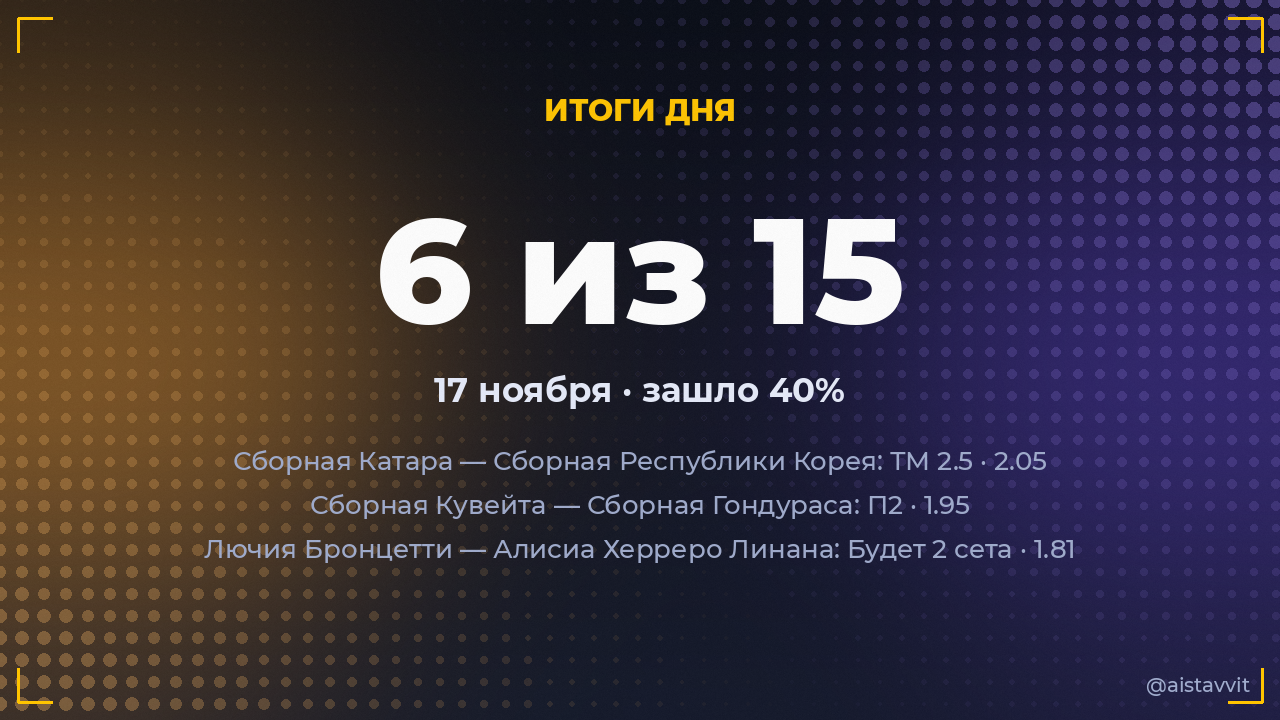 ИТОГИ ДНЯ
6 из 15
17 ноября · зашло 40%
Сборная Катара — Сборная Республики Корея: ТМ 2.5 · 2.05
Сборная Кувейта — Сборная Гондураса: П2 · 1.95
Лючия Бронцетти — Алисиа Херреро Линана: Будет 2 сета · 1.81
@aistavvit